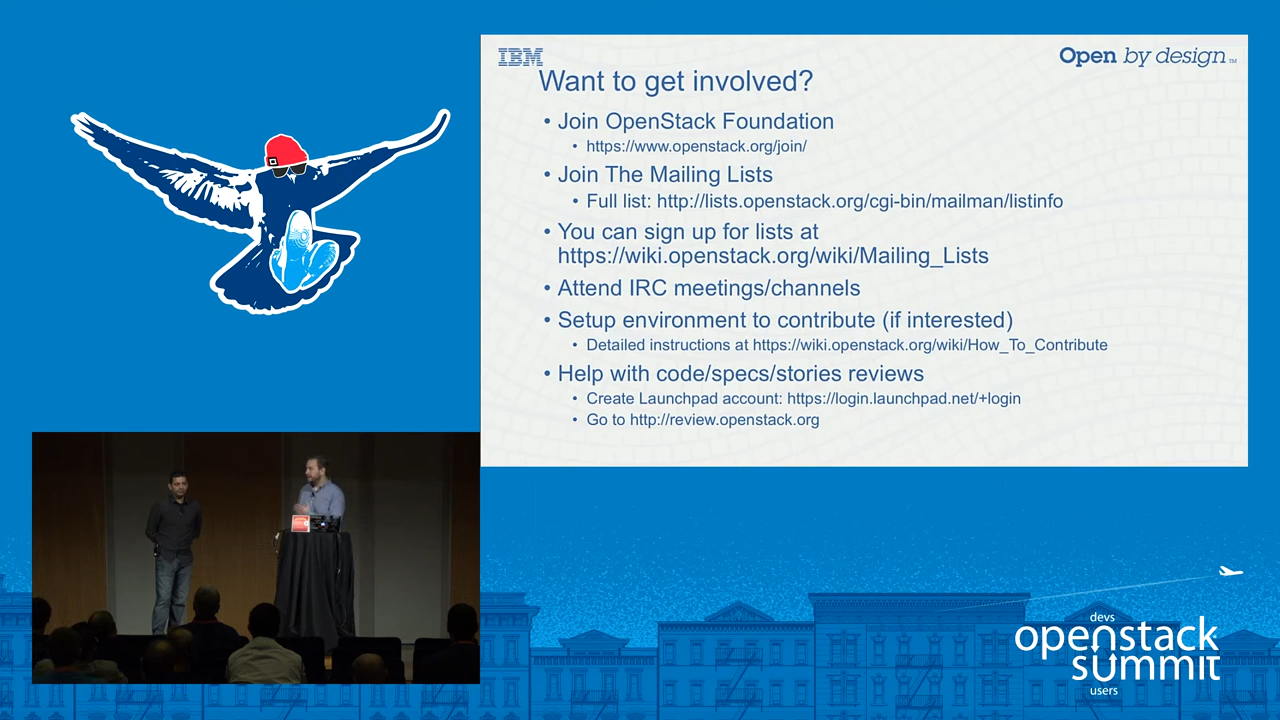 IBM
Open by design™
Want to get involved?
• Join OpenStack Foundation
• https://www.openstack.org/join/
• Join The Mailing Lists
• Full list: http://lists.openstack.org/cgi-bin/mailman/listinfo
• You can sign up for lists at
https://wiki.openstack.org/wiki/Mailing_Lists
• Attend IRC meetings/channels
• Setup environment to contribute (if interested)
• Detailed instructions at https://wiki.openstack.org/wiki/How_To_Contribute
• Help with code/specs/stories reviews
• Create Launchpad account: https://login.launchpad.net/+login
• Go to http://review.openstack.org
devs
openstack
summit
users